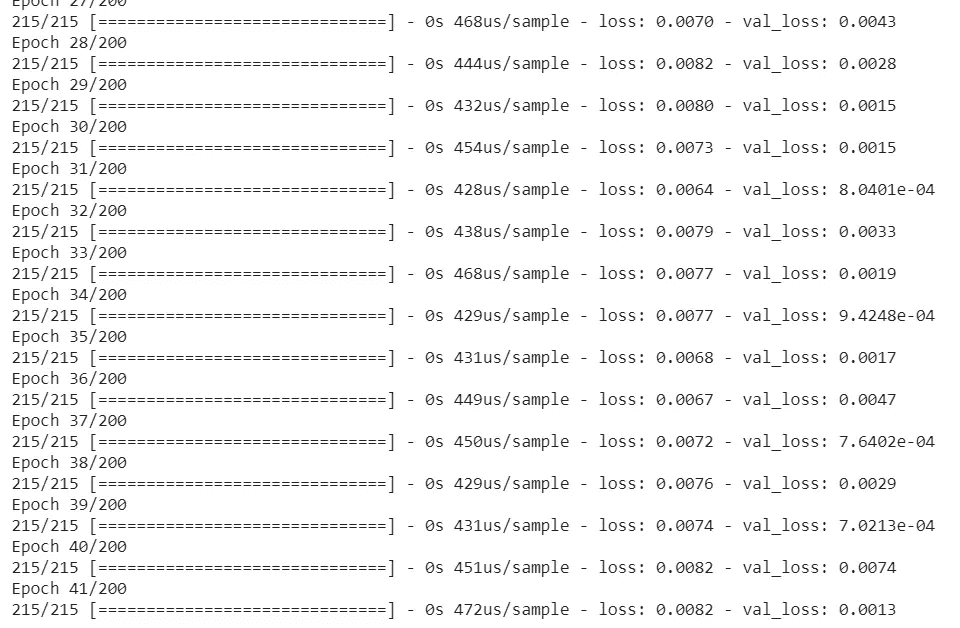 Epoch 27/200
215/215 [==============================] - 0s 468us/sample - loss: 0.0070 - val_loss: 0.0043
Epoch 28/200
215/215 [==============================] - 0s 444us/sample - loss: 0.0082 - val_loss: 0.0028
Epoch 29/200
215/215 [==============================] - 0s 432us/sample - loss: 0.0080 - val_loss: 0.0015
Epoch 30/200
215/215 [==============================] - 0s 454us/sample - loss: 0.0073 - val_loss: 0.0015
Epoch 31/200
215/215 [==============================] - 0s 428us/sample - loss: 0.0064 - val_loss: 8.0401e-04
Epoch 32/200
215/215 [==============================] - 0s 438us/sample - loss: 0.0079 - val_loss: 0.0033
Epoch 33/200
215/215 [==============================] - 0s 468us/sample - loss: 0.0077 - val_loss: 0.0019
Epoch 34/200
215/215 [==============================] - 0s 429us/sample - loss: 0.0077 - val_loss: 9.4248e-04
Epoch 35/200
215/215 [==============================] - 0s 431us/sample - loss: 0.0068 - val_loss: 0.0017
Epoch 36/200
215/215 [==============================] - 0s 449us/sample - loss: 0.0067 - val_loss: 0.0047
Epoch 37/200
215/215 [==============================] - 0s 450us/sample - loss: 0.0072 - val_loss: 7.6402e-04
Epoch 38/200
215/215 [==============================] - 0s 429us/sample - loss: 0.0076 - val_loss: 0.0029
Epoch 39/200
215/215 [==============================] - 0s 431us/sample - loss: 0.0074 - val_loss: 7.0213e-04
Epoch 40/200
215/215 [==============================] - 0s 451us/sample - loss: 0.0082 - val_loss: 0.0074
Epoch 41/200
215/215 [==============================] - 0s 472us/sample - loss: 0.0082 - val_loss: 0.0013